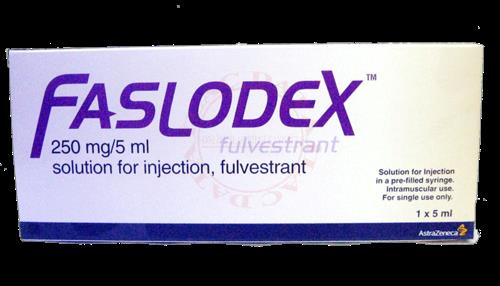 FASLODEX™
fulvestrant
250 mg/5 ml
solution for injection, fulvestrant
Solution for Injection
in a pre-filled syringe.
Intramuscular use.
For single use only.
1 x 5 ml
AstraZeneca